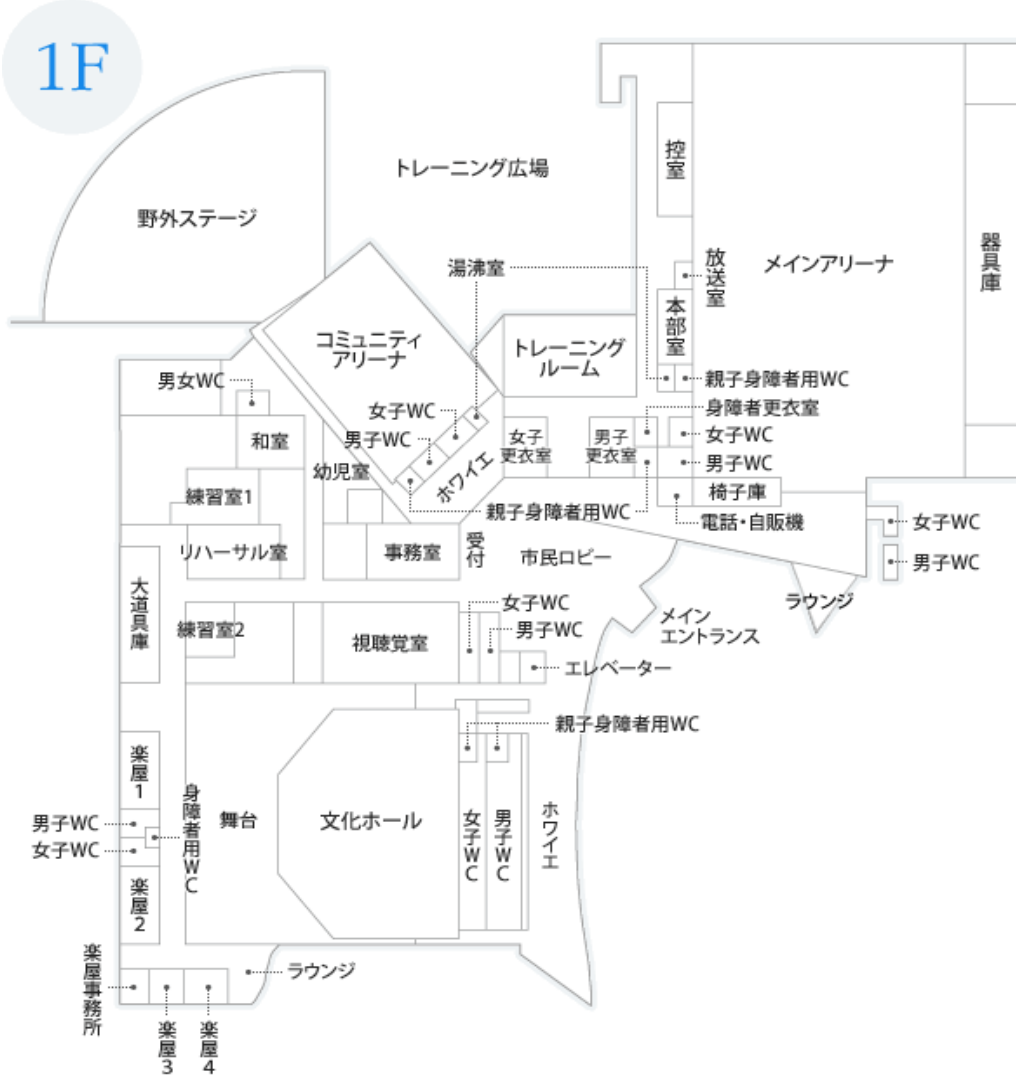 1F
トレーニング広場
野外ステージ
控室
メインアリーナ
器具庫
放送室
湯沸室
本部室
コミュニティ
アリーナ
トレーニング
ルーム
男女WC
親子身障者用WC
身障者更衣室
女子WC
男子WC
女子WC
男子WC
和室
女子
更衣室
男子
更衣室
幼児室
ホワイエ
練習室1
椅子庫
親子身障者用WC
電話・自販機
女子WC
男子WC
リハーサル室
事務室
受付
市民ロビー
大道具庫
ラウンジ
女子WC
男子WC
メイン
エントランス
練習室2
視聴覚室
エレベーター
親子身障者用WC
楽屋1
身障者用WC
舞台
文化ホール
女子WC
男子WC
ホワイエ
男子WC
女子WC
楽屋2
楽屋事務所
ラウンジ
楽屋3
楽屋4